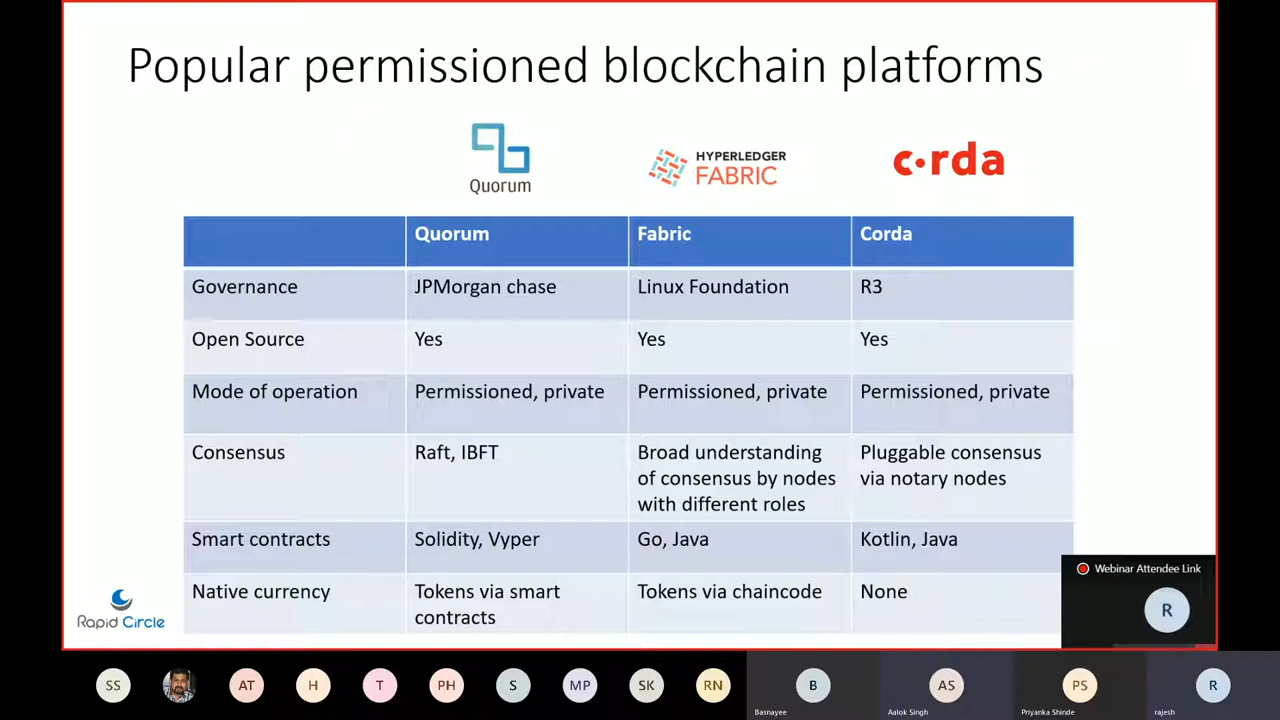 Popular permissioned blockchain platforms
Quorum
HYPERLEDGER
FABRIC
c·rda
Quorum Fabric Corda
Governance JPMorgan chase Linux Foundation R3
Open Source Yes Yes Yes
Mode of operation Permissioned, private Permissioned, private Permissioned, private
Consensus Raft, IBFT Broad understanding Pluggable consensus
of consensus by nodes via notary nodes
with different roles
Smart contracts Solidity, Vyper Go, Java Kotlin, Java
Native currency Tokens via smart Tokens via chaincode None
contracts
Rapid Circle
Webinar Attendee Link
R
SS AT H T PH S MP SK RN B AS PS R
Basnayee Aalok Singh Priyanka Shinde rajesh